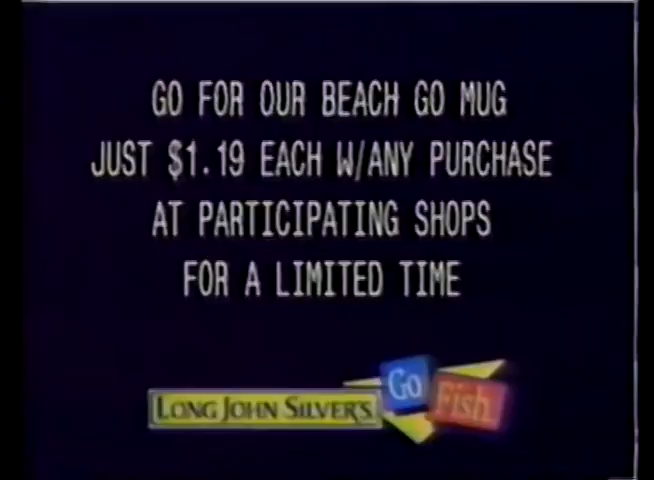 GO FOR OUR BEACH GO MUG
JUST $1.19 EACH W/ANY PURCHASE
AT PARTICIPATING SHOPS
FOR A LIMITED TIME
LONG JOHN SILVER'S
Go
Fish